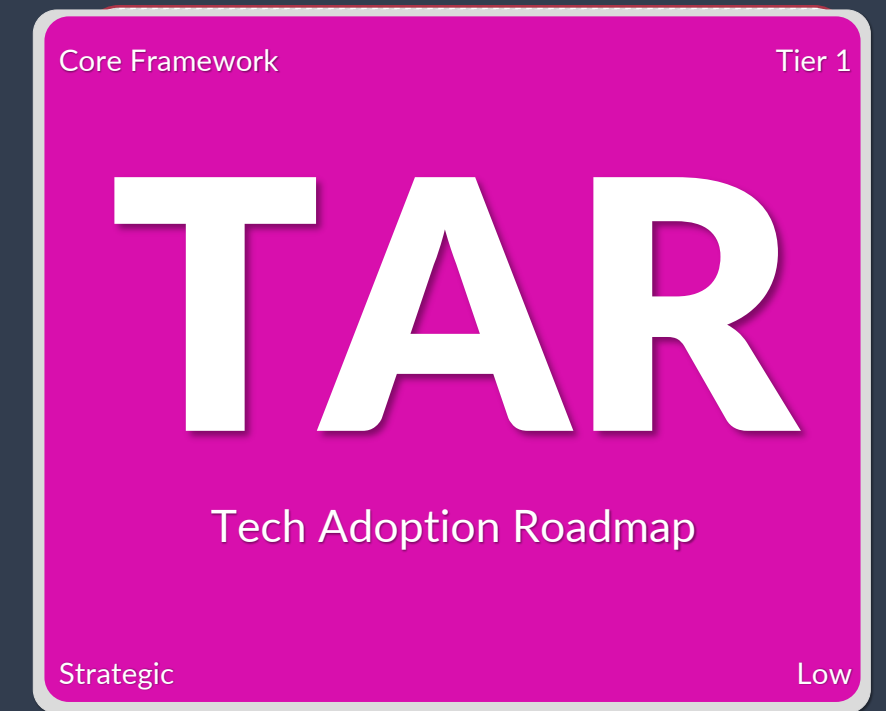 Core Framework
Tier 1
TAR
Tech Adoption Roadmap
Strategic
Low